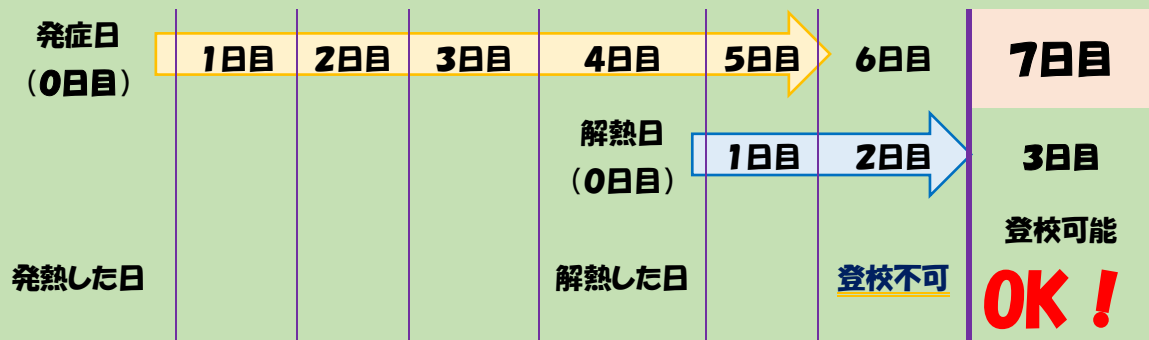 発症日
（0日目）
1日目 2日目 3日目 4日目 5日目 6日目 7日目
解熱日
（0日目）
1日目 2日目 3日目
登校可能
発熱した日 解熱した日 登校不可
OK！